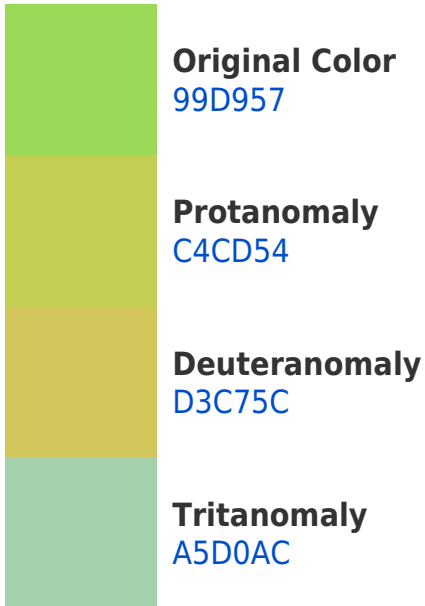 Original Color
99D957
Protanomaly
C4CD54
Deuteranomaly
D3C75C
Tritanomaly
A5D0AC